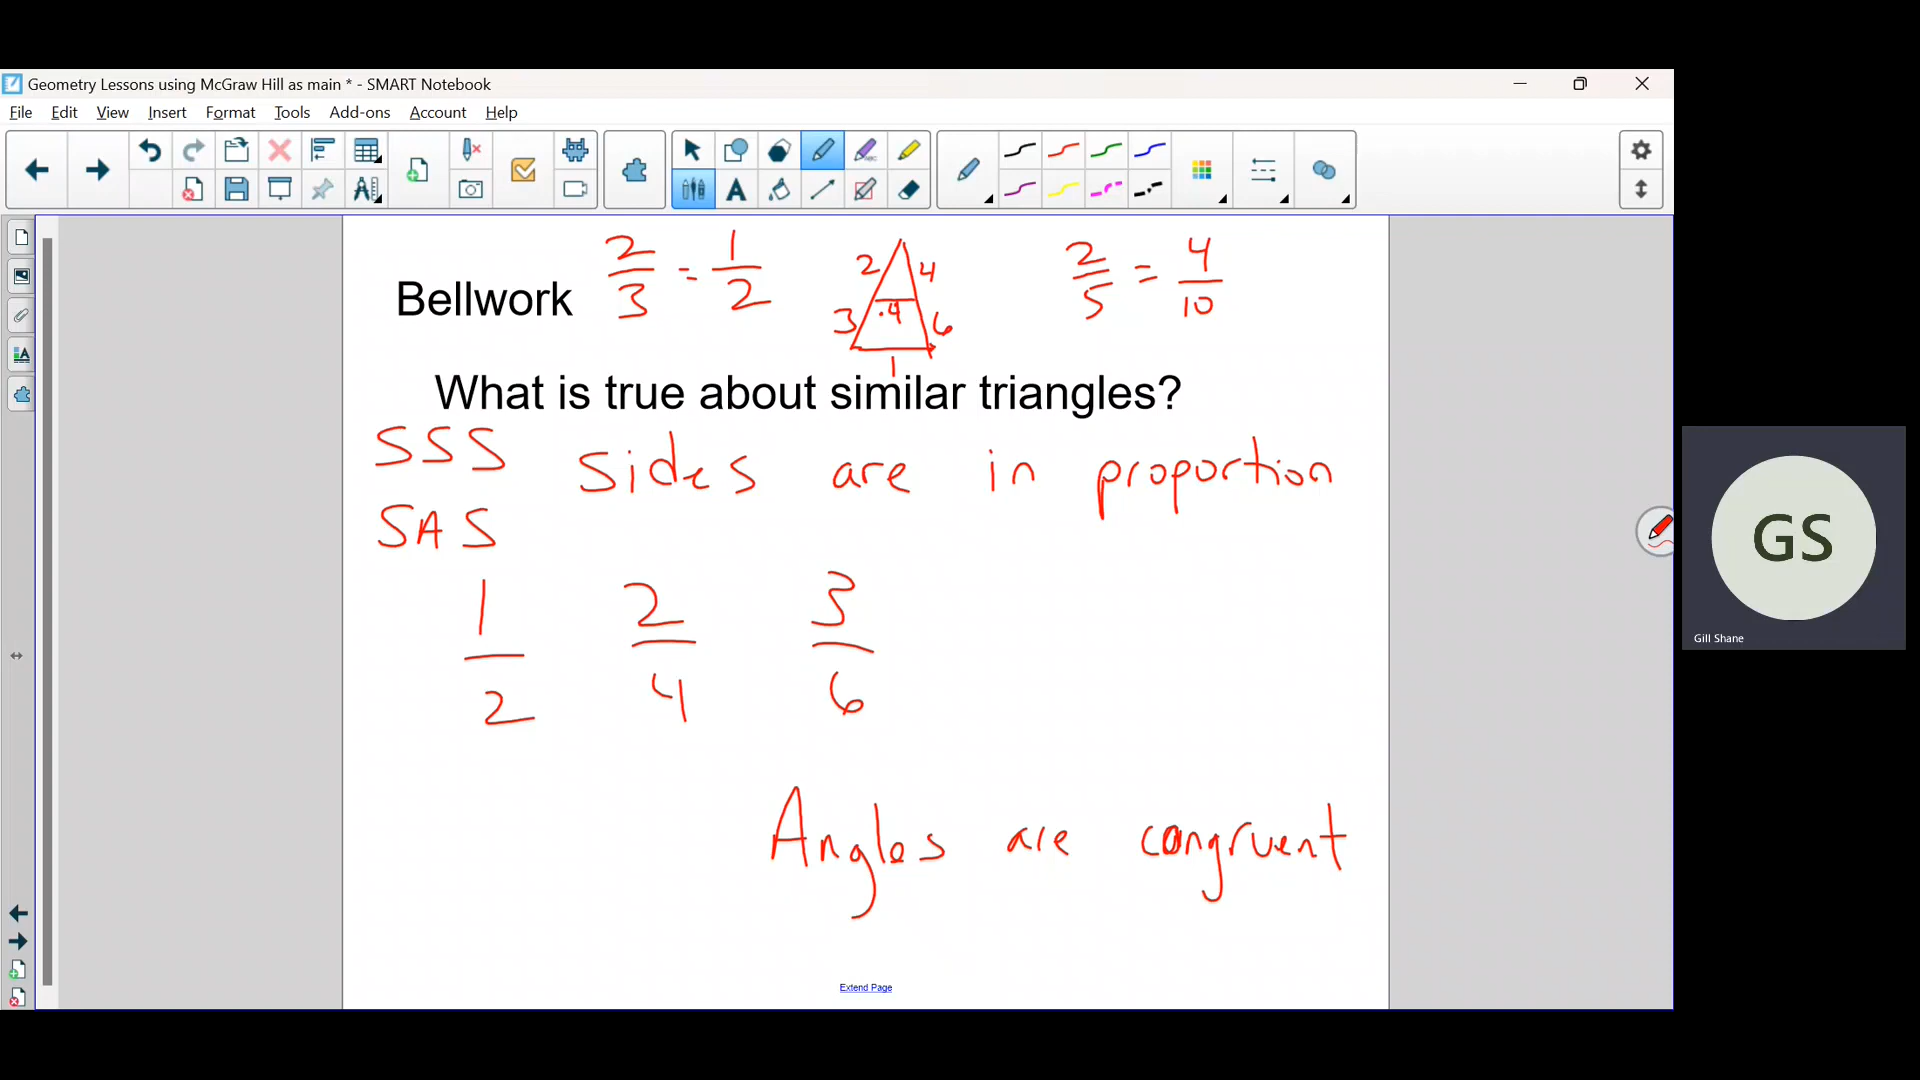 Geometry Lessons using McGraw Hill as main * - SMART Notebook
File Edit View Insert Format Tools Add-ons Account Help
Bellwork
2/3 = 1/2
2 4
.4
3 6
1
2/5 = 4/10
What is true about similar triangles?
SSS sides are in proportion
SAS
1/2 2/4 3/6
Angles are congruent
Extend Page
GS
Gill Shane